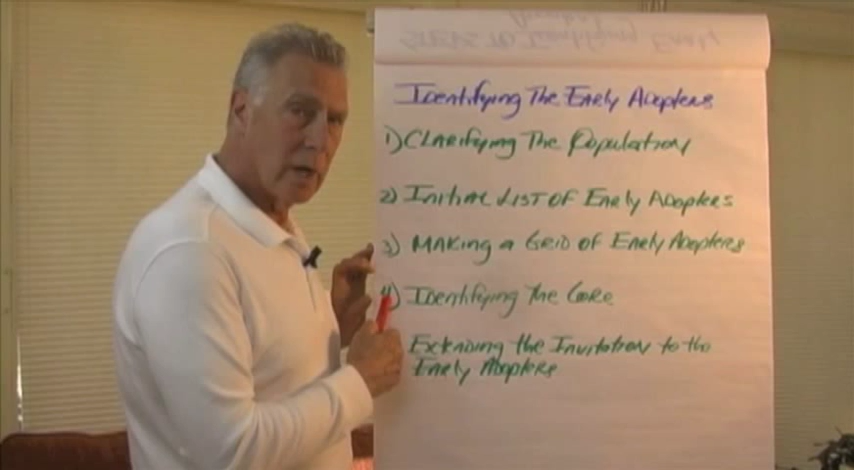 Identifying The Early Adopters
1) Clarifying The Population
2) Initial List of Early Adopters
3) Making a Grid of Early Adopters
4) Identifying The Core
Extending the Invitation to the
Early Adopters